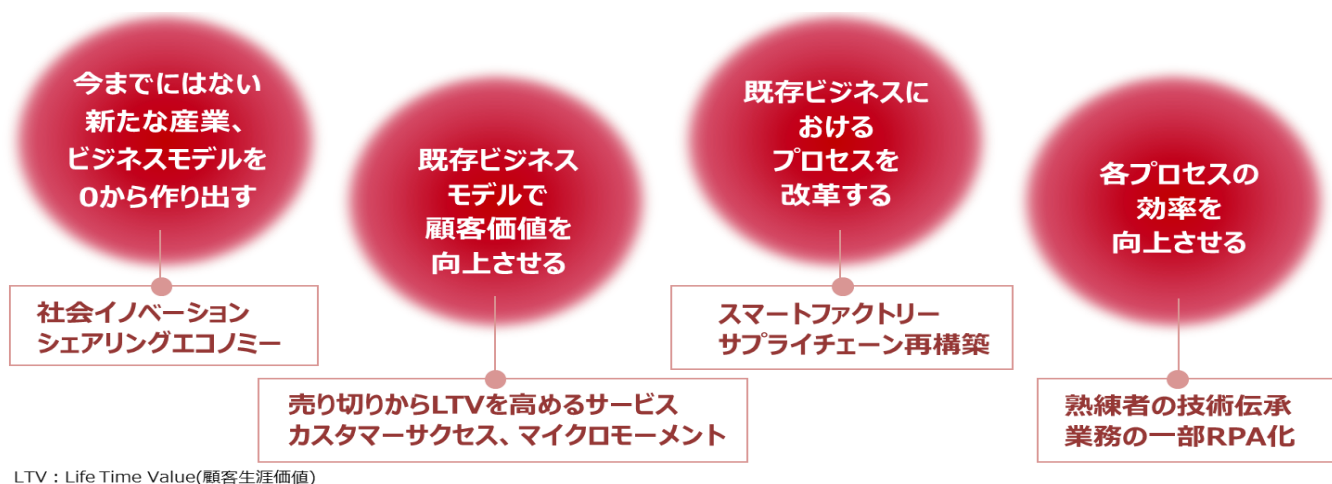 今までにはない
新たな産業、
ビジネスモデルを
0から作り出す
社会イノベーション
シェアリングエコノミー
既存ビジネス
モデルで
顧客価値を
向上させる
売り切りからLTVを高めるサービス
カスタマーサクセス、マイクロモーメント
既存ビジネスに
おける
プロセスを
改革する
スマートファクトリー
サプライチェーン再構築
各プロセスの
効率を
向上させる
熟練者の技術伝承
業務の一部RPA化
LTV：Life Time Value(顧客生涯価値)